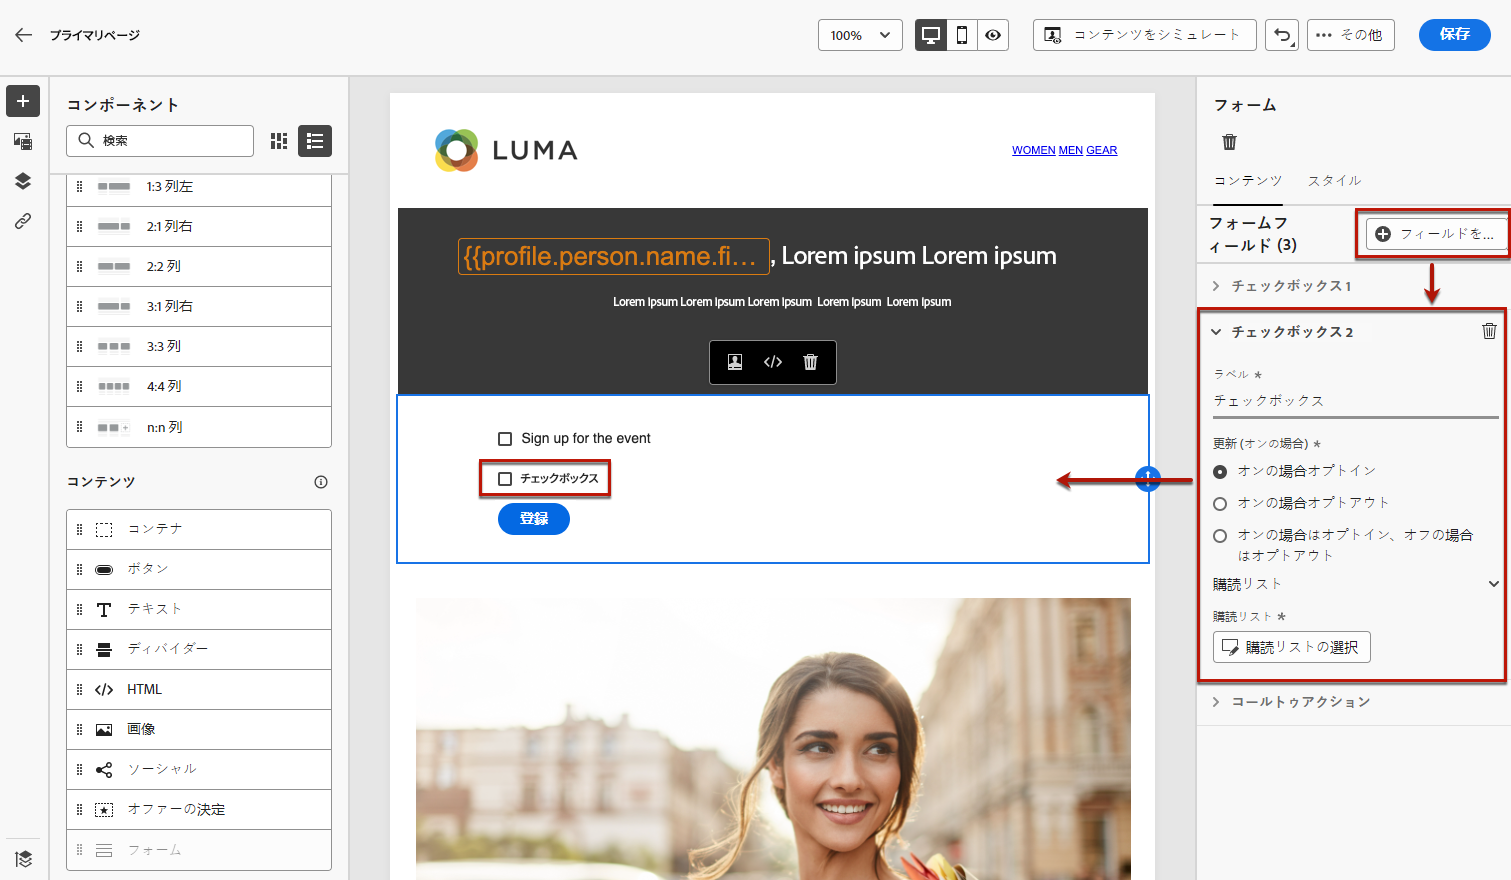 プライマリページ
100%
コンテンツをシミュレート
その他
保存
コンポーネント
検索
1:3 列左
2:1 列右
2:2 列
3:1 列右
3:3 列
4:4 列
n:n 列
コンテンツ
コンテナ
ボタン
テキスト
ディバイダー
HTML
画像
ソーシャル
オファーの決定
フォーム
LUMA
WOMEN MEN GEAR
{{profile.person.name.fi... , Lorem ipsum Lorem ipsum
Lorem Ipsum Lorem Ipsum Lorem Ipsum Lorem Ipsum Lorem Ipsum
Sign up for the event
チェックボックス
登録
フォーム
コンテンツ
スタイル
フォームフ
ィールド (3)
フィールドを...
チェックボックス 1
チェックボックス 2
ラベル *
チェックボックス
更新 (オンの場合) *
オンの場合オプトイン
オンの場合オプトアウト
オンの場合はオプトイン、オフの場合
はオプトアウト
購読リスト
購読リスト *
購読リストの選択
コールトゥアクション